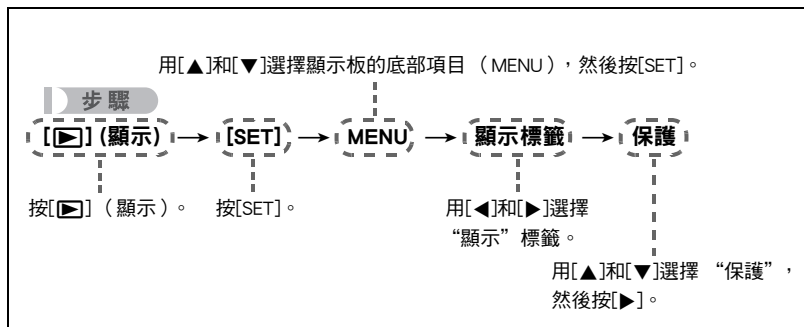 用[▲]和[▼]選擇顯示板的底部項目（MENU），然後按[SET]。
步驟
[▶] (顯示) → [SET] → MENU → 顯示標籤 → 保護
按[▶]（顯示）。 按[SET]。 用[◀]和[▶]選擇
“顯示”標籤。
用[▲]和[▼]選擇 “保護”，
然後按[▶]。